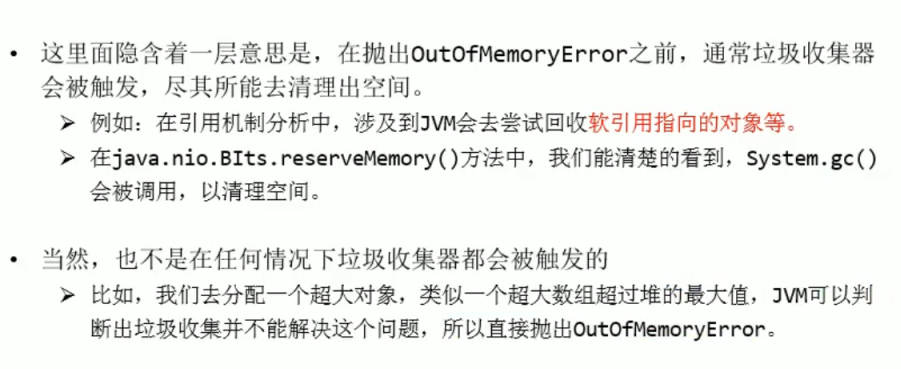 • 这里面隐含着一层意思是，在抛出OutOfMemoryError之前，通常垃圾收集器
会被触发，尽其所能去清理出空间。
➢ 例如：在引用机制分析中，涉及到JVM会去尝试回收软引用指向的对象等。
➢ 在java.nio.BIts.reserveMemory()方法中，我们能清楚的看到，System.gc()
会被调用，以清理空间。
• 当然，也不是在任何情况下垃圾收集器都会被触发的
➢ 比如，我们去分配一个超大对象，类似一个超大数组超过堆的最大值，JVM可以判
断出垃圾收集并不能解决这个问题，所以直接抛出OutOfMemoryError。